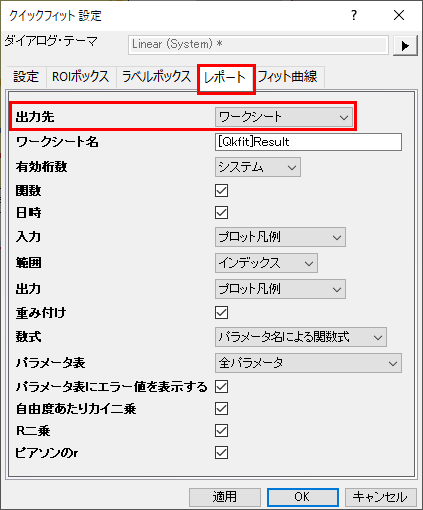 クイックフィット 設定
ダイアログ・テーマ Linear (System) *
設定 ROIボックス ラベルボックス レポート フィット曲線
出力先 ワークシート
ワークシート名 [Qkfit]Result
有効桁数 システム
関数
日時
入力 プロット凡例
範囲 インデックス
出力 プロット凡例
重み付け
数式 パラメータ名による関数式
パラメータ表 全パラメータ
パラメータ表にエラー値を表示する
自由度あたりカイ二乗
R二乗
ピアソンのr
適用 OK キャンセル